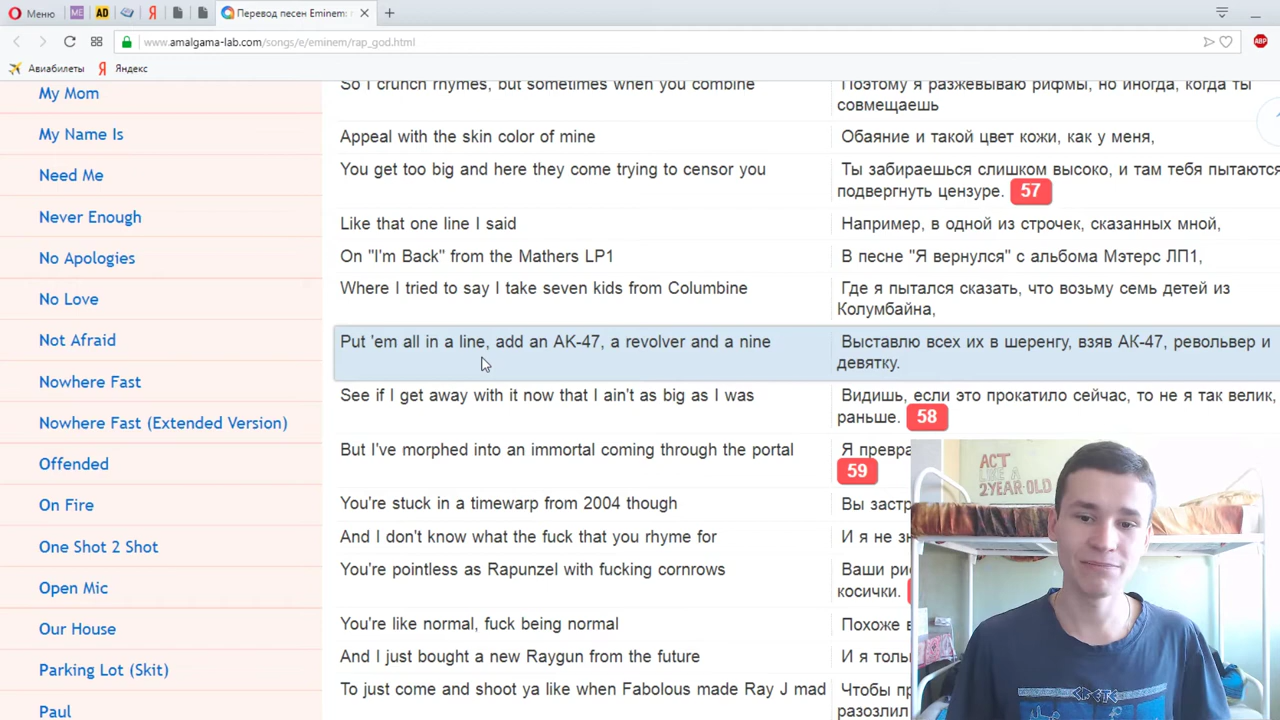 Меню
ME
AD
Я
Перевод песен Eminem:
www.amalgama-lab.com/songs/e/eminem/rap_god.html
ABP
Авиабилеты
Я Яндекс
My Mom
My Name Is
Need Me
Never Enough
No Apologies
No Love
Not Afraid
Nowhere Fast
Nowhere Fast (Extended Version)
Offended
On Fire
One Shot 2 Shot
Open Mic
Our House
Parking Lot (Skit)
Paul
So I crunch rhymes, but sometimes when you combine
Appeal with the skin color of mine
You get too big and here they come trying to censor you
Like that one line I said
On "I'm Back" from the Mathers LP1
Where I tried to say I take seven kids from Columbine
Put 'em all in a line, add an AK-47, a revolver and a nine
See if I get away with it now that I ain't as big as I was
But I've morphed into an immortal coming through the portal
You're stuck in a timewarp from 2004 though
And I don't know what the fuck that you rhyme for
You're pointless as Rapunzel with fucking cornrows
You're like normal, fuck being normal
And I just bought a new Raygun from the future
To just come and shoot ya like when Fabolous made Ray J mad
Поэтому я разжевываю рифмы, но иногда, когда ты
совмещаешь
Обаяние и такой цвет кожи, как у меня,
Ты забираешься слишком высоко, и там тебя пытаются
подвергнуть цензуре. 57
Например, в одной из строчек, сказанных мной,
В песне "Я вернулся" с альбома Мэтерс ЛП1,
Где я пытался сказать, что возьму семь детей из
Колумбайна,
Выставлю всех их в шеренгу, взяв АК-47, револьвер и
девятку.
Видишь, если это прокатило сейчас, то не я так велик,
раньше. 58
Я превра
59
Вы застр
И я не зн
Ваши ри
косички.
Похоже в
И я тольк
Чтобы пр
разозлил
ACT
LIKE A
2 YEAR-OLD